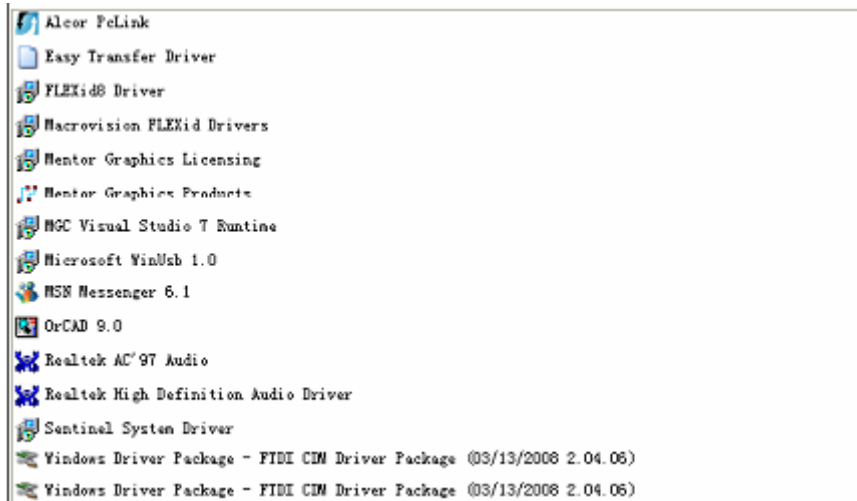 Alcor PcLink
Easy Transfer Driver
FLEXid8 Driver
Macrovision FLEXid Drivers
Mentor Graphics Licensing
Mentor Graphics Products
MGC Visual Studio 7 Runtime
Microsoft WinUsb 1.0
MSN Messenger 6.1
OrCAD 9.0
Realtek AC'97 Audio
Realtek High Definition Audio Driver
Sentinel System Driver
Windows Driver Package - FTDI CDM Driver Package (03/13/2008 2.04.06)
Windows Driver Package - FTDI CDM Driver Package (03/13/2008 2.04.06)